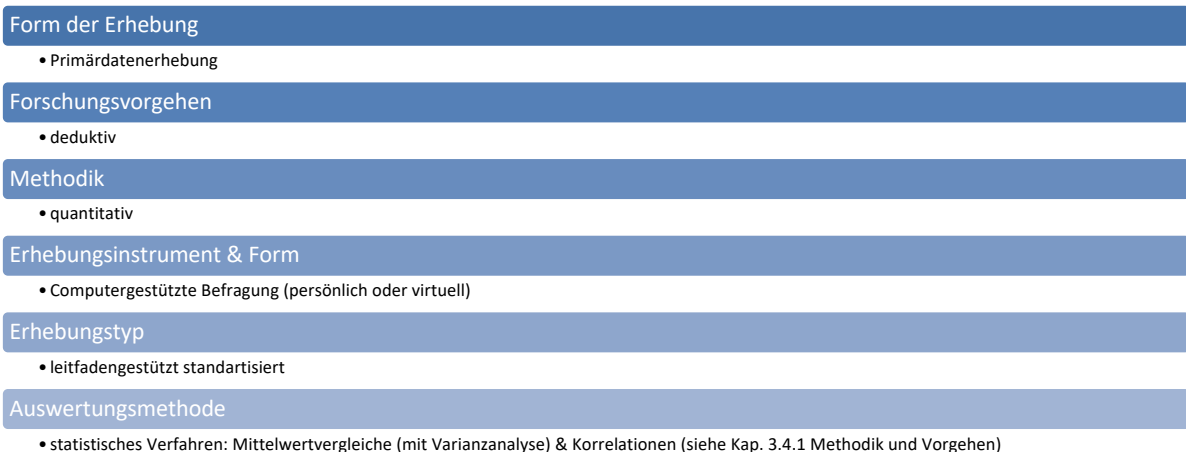 Form der Erhebung
• Primärdatenerhebung
Forschungsvorgehen
• deduktiv
Methodik
• quantitativ
Erhebungsinstrument & Form
• Computergestützte Befragung (persönlich oder virtuell)
Erhebungstyp
• leitfadengestützt standartisiert
Auswertungsmethode
• statistisches Verfahren: Mittelwertvergleiche (mit Varianzanalyse) & Korrelationen (siehe Kap. 3.4.1 Methodik und Vorgehen)